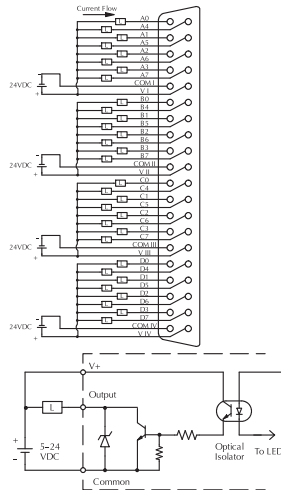 Current Flow
L A0
L A4
L A1
L A5
L A2
L A6
L A3
L A7
24VDC - + COM I
V I
L B0
L B4
L B1
L B5
L B2
L B6
L B3
L B7
24VDC - + COM II
V II
L C0
L C4
L C1
L C5
L C2
L C6
L C3
L C7
24VDC - + COM III
V III
L D0
L D4
L D1
L D5
L D2
L D6
L D3
L D7
24VDC - + COM IV
V IV
V+
L Output
+ 5–24
- VDC
Optical
Isolator
To LED
Common